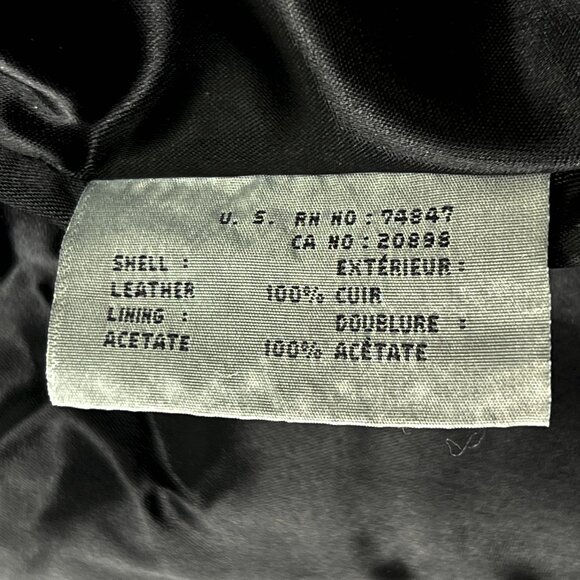 U. S. RN NO : 74847
CA NO : 20898
SHELL : EXTÉRIEUR :
LEATHER 100% CUIR
LINING : DOUBLURE :
ACETATE 100% ACÉTATE